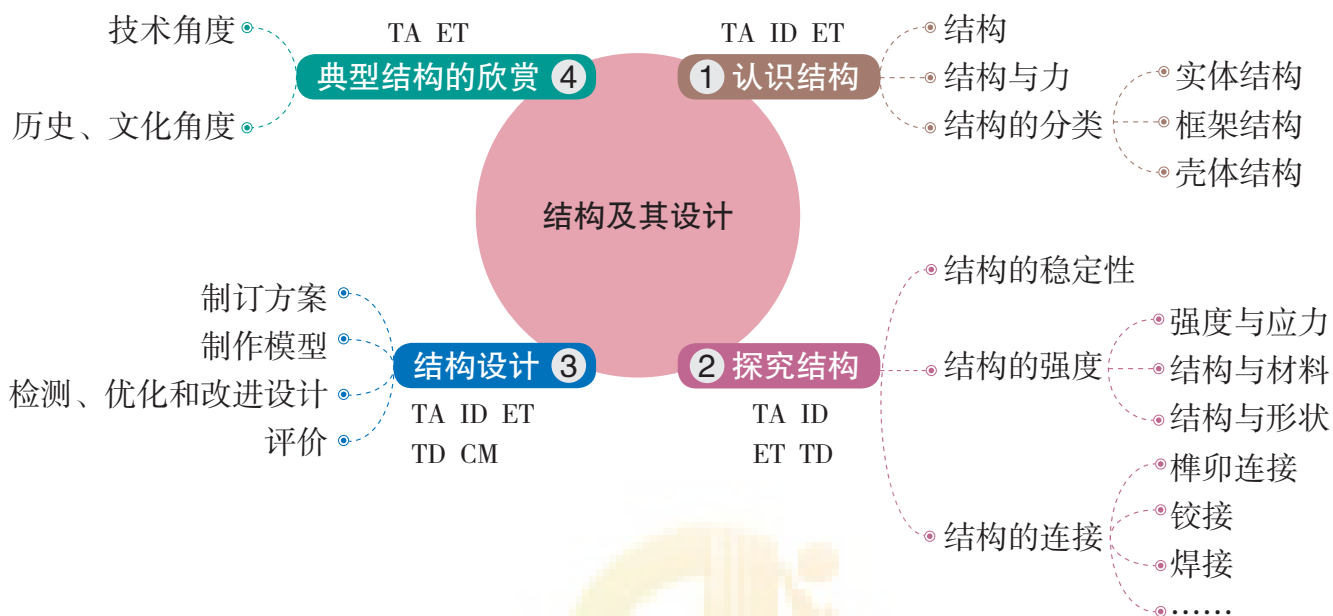 结构及其设计
TA ID ET
1 认识结构
结构
结构与力
结构的分类
实体结构
框架结构
壳体结构
2 探究结构
TA ID
ET TD
结构的稳定性
结构的强度
强度与应力
结构与材料
结构与形状
结构的连接
榫卯连接
铰接
焊接
……
结构设计 3
TA ID ET
TD CM
制订方案
制作模型
检测、优化和改进设计
评价
TA ET
典型结构的欣赏 4
技术角度
历史、文化角度